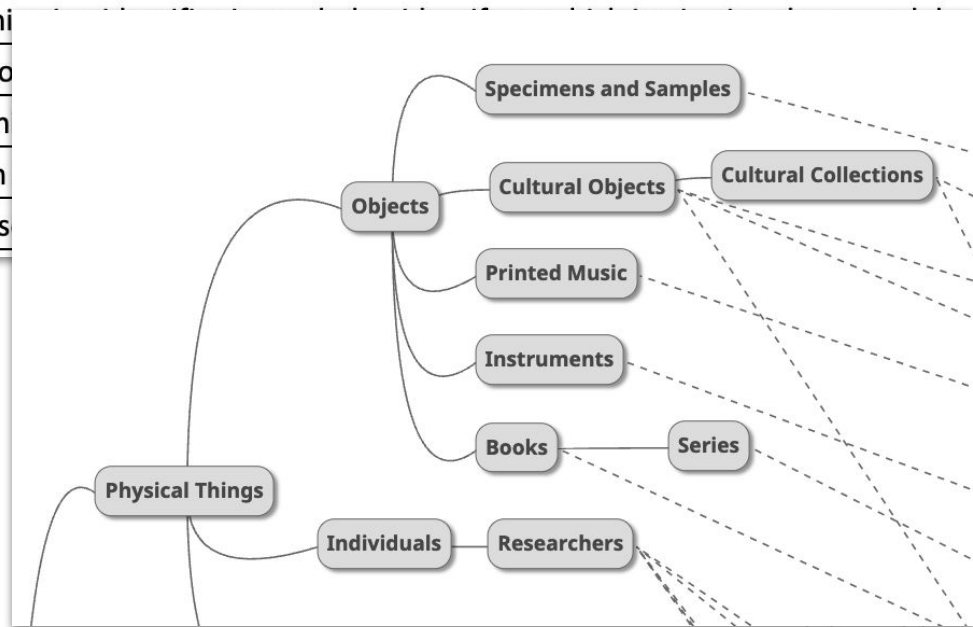 Specimens and Samples
Cultural Objects
Cultural Collections
Objects
Printed Music
Instruments
Books
Series
Physical Things
Individuals
Researchers